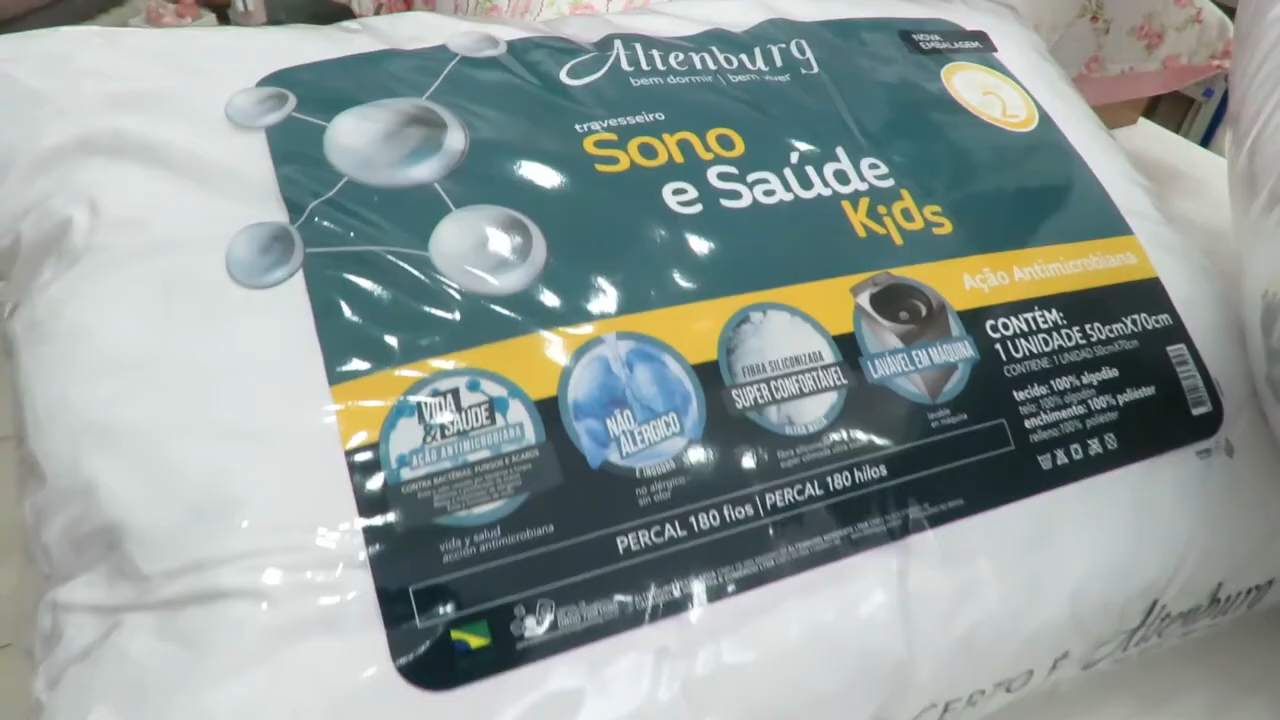 Altenburg
bem dormir | bem viver
NOVA
EMBALAGEM
2
travesseiro
Sono
e Saúde
Kids
Ação Antimicrobiana
VIDA
& SAÚDE
AÇÃO ANTIMICROBIANA
CONTRA BACTÉRIAS, FUNGOS E ÁCAROS
vida y salud
acción antimicrobiana
NÃO
ALÉRGICO
no alérgico
sin olor
FIBRA SILICONIZADA
SUPER CONFORTÁVEL
LAVÁVEL EM MÁQUINA
lavable
en máquina
CONTÉM:
1 UNIDADE 50cmX70cm
CONTIENE: 1 UNIDAD 50cmX70cm
tecido: 100% algodão
tela: 100% algodón
enchimento: 100% poliéster
relleno: 100% poliéster
PERCAL 180 fios | PERCAL 180 hilos
Altenburg